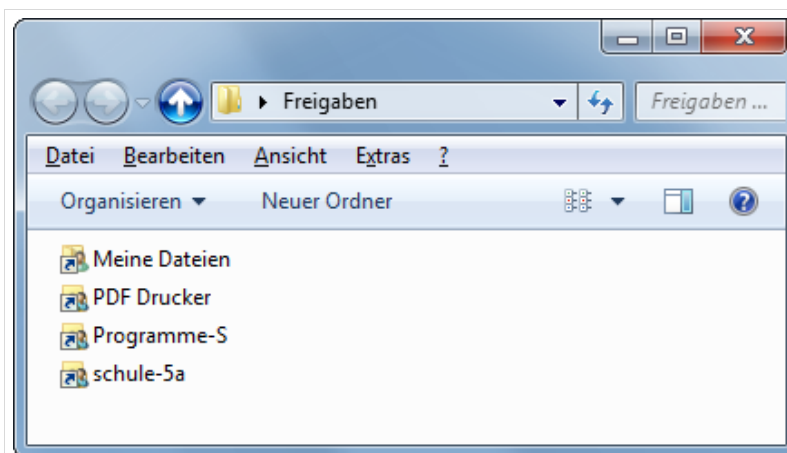 Freigaben
Freigaben ...
Datei Bearbeiten Ansicht Extras ?
Organisieren Neuer Ordner
Meine Dateien
PDF Drucker
Programme-S
schule-5a